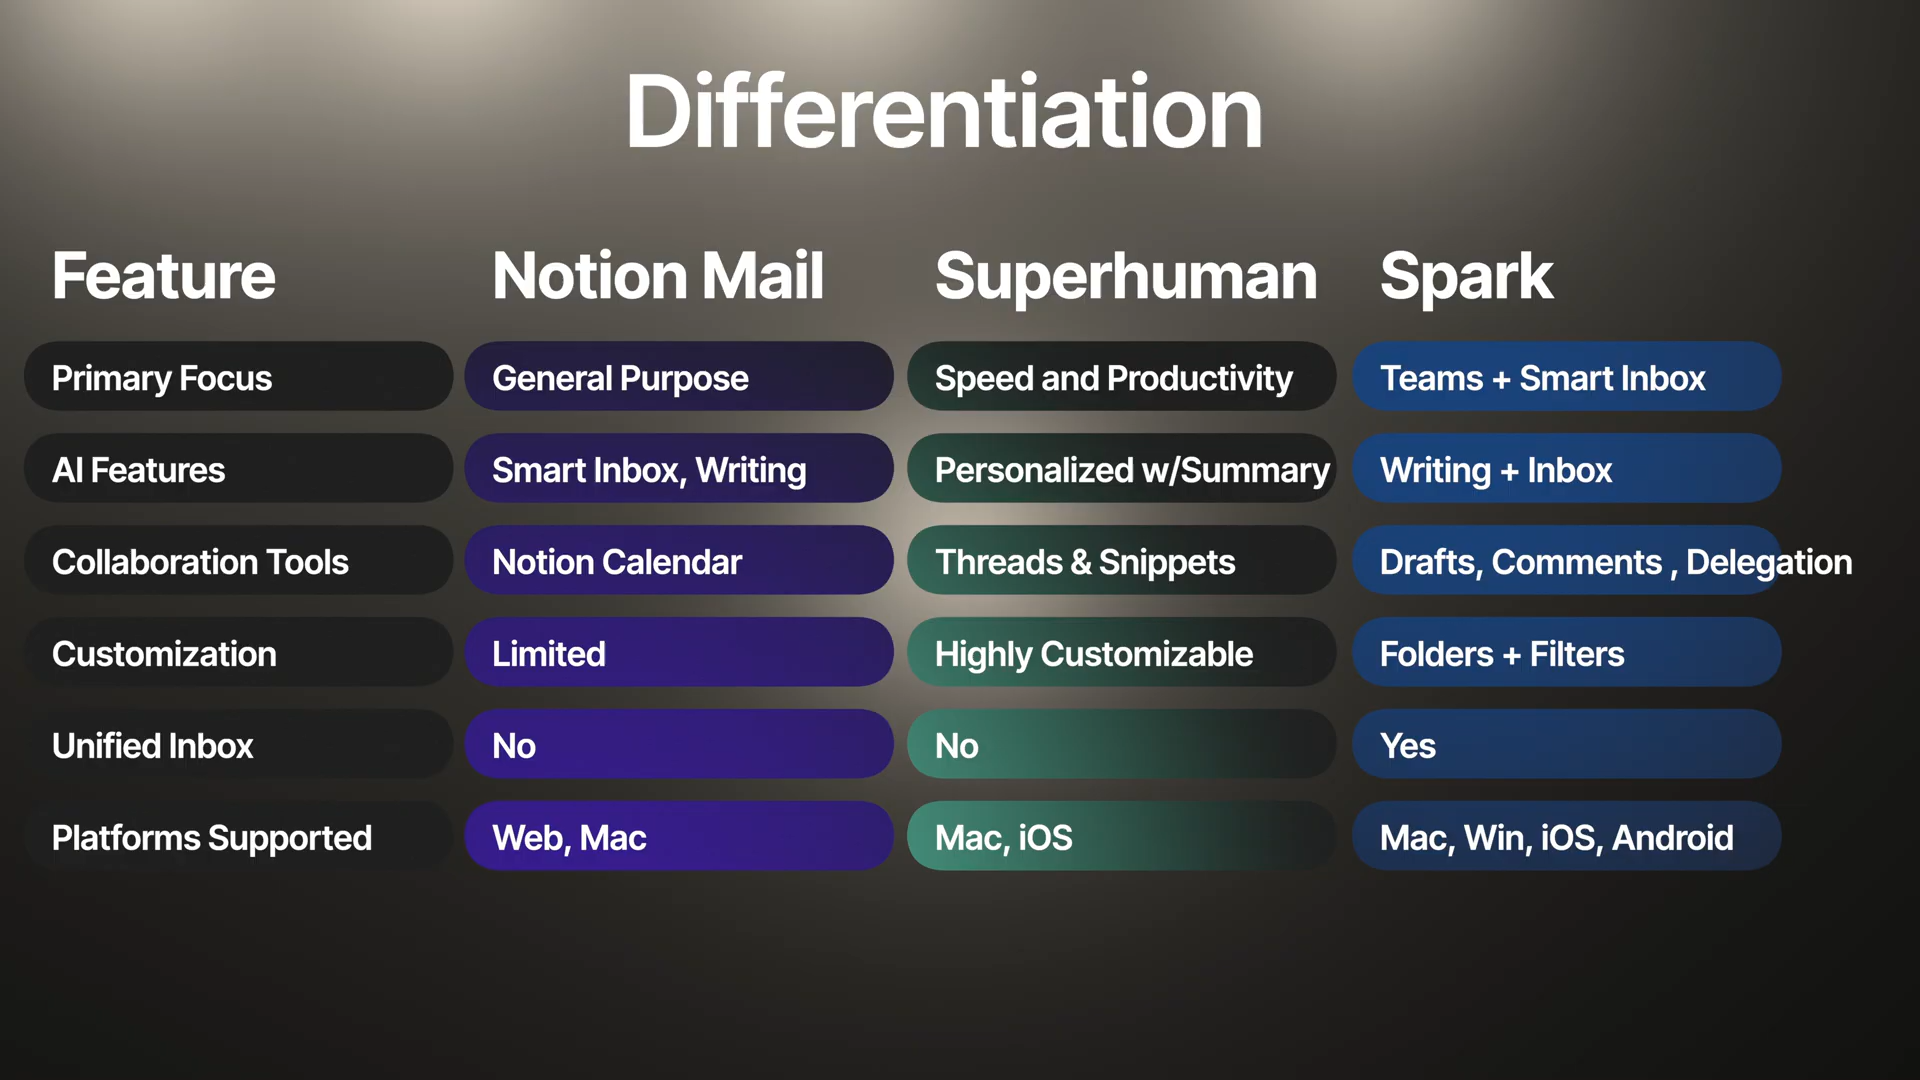 Differentiation
Feature Notion Mail Superhuman Spark
Primary Focus General Purpose Speed and Productivity Teams + Smart Inbox
AI Features Smart Inbox, Writing Personalized w/Summary Writing + Inbox
Collaboration Tools Notion Calendar Threads & Snippets Drafts, Comments , Delegation
Customization Limited Highly Customizable Folders + Filters
Unified Inbox No No Yes
Platforms Supported Web, Mac Mac, iOS Mac, Win, iOS, Android